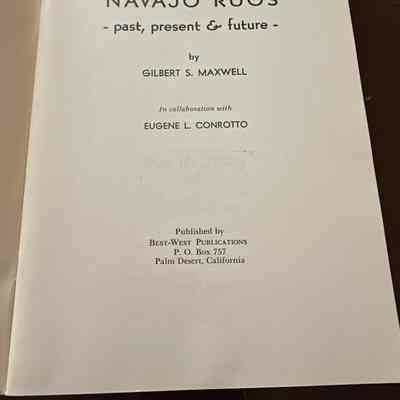 NAVAJO RUGS
- past, present & future -
by
GILBERT S. MAXWELL
In collaboration with
EUGENE L. CONROTTO
Published by
BEST-WEST PUBLICATIONS
P. O. Box 757
Palm Desert, California